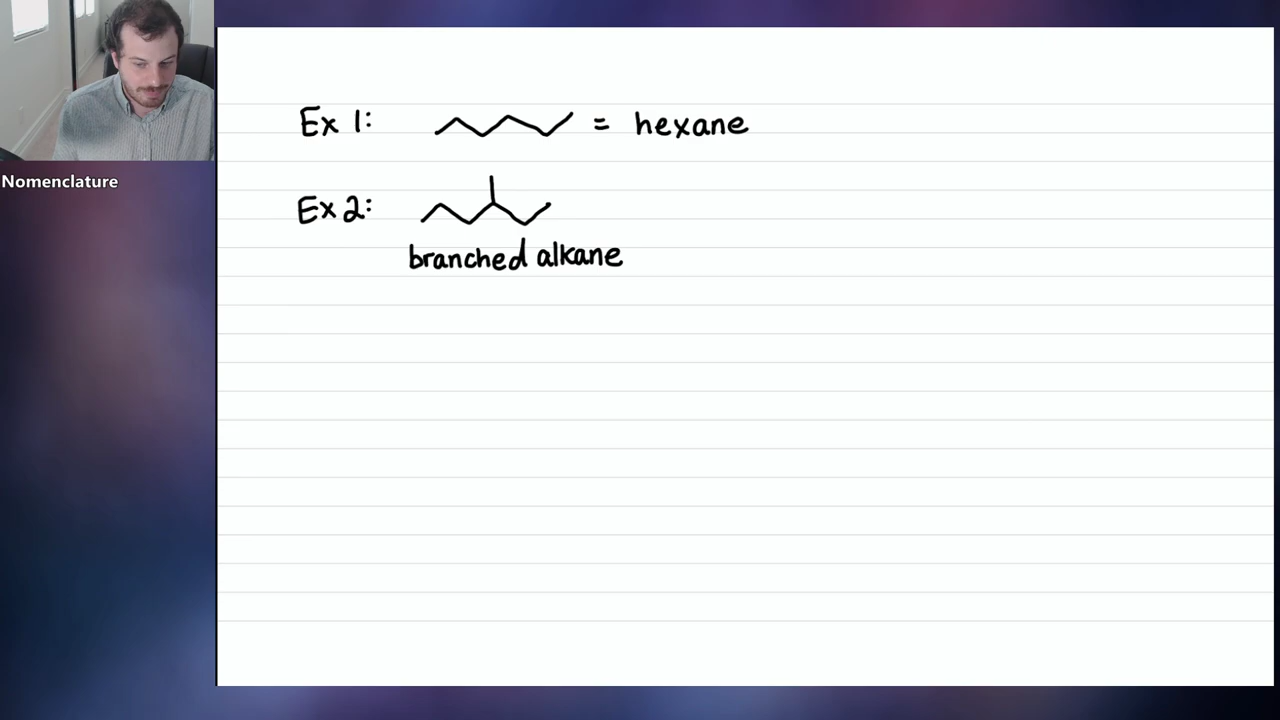 Nomenclature
Ex 1: = hexane
Ex 2:
branched alkane